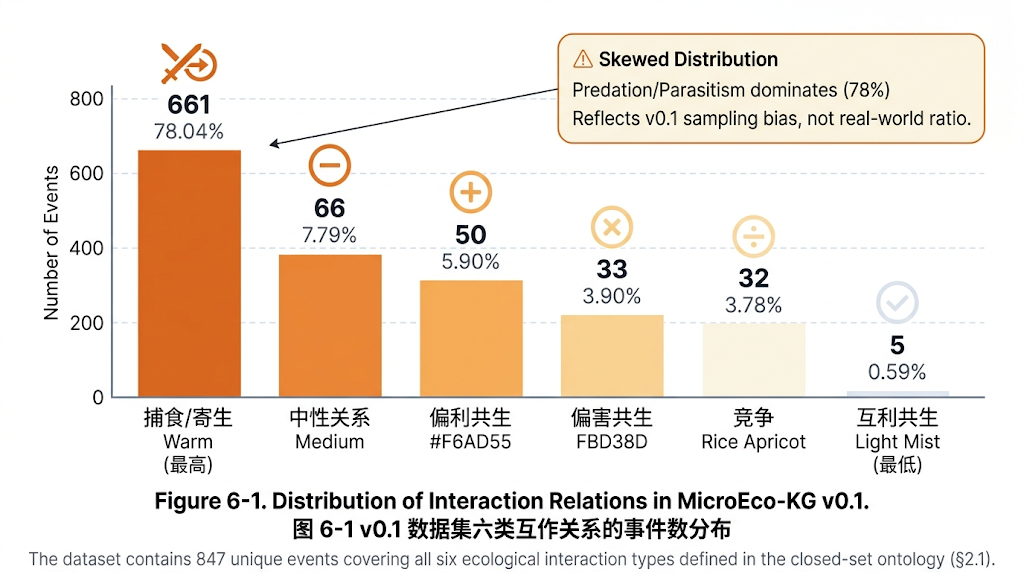 ⚠ Skewed Distribution
Predation/Parasitism dominates (78%)
Reflects v0.1 sampling bias, not real-world ratio.
Number of Events
800
600
400
200
0
661
78.04%
66
7.79%
50
5.90%
33
3.90%
32
3.78%
5
0.59%
捕食/寄生
Warm
(最高)
中性关系
Medium
偏利共生
#F6AD55
偏害共生
FBD38D
竞争
Rice Apricot
互利共生
Light Mist
(最低)
Figure 6-1. Distribution of Interaction Relations in MicroEco-KG v0.1.
图 6-1 v0.1 数据集六类互作关系的事件数分布
The dataset contains 847 unique events covering all six ecological interaction types defined in the closed-set ontology (§2.1).